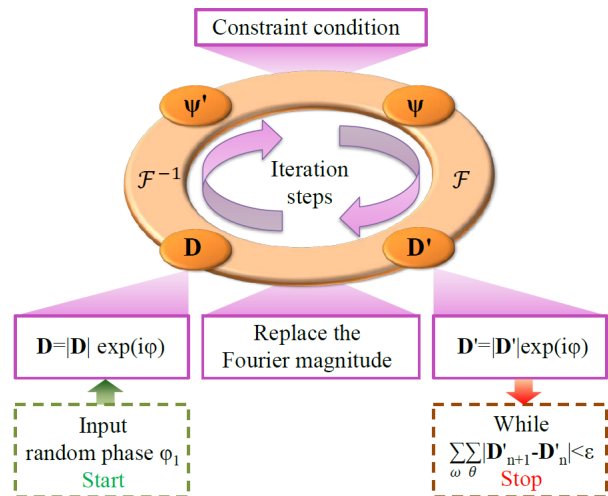 Constraint condition
ψ'
ψ
ℱ⁻¹
Iteration
steps
ℱ
D
D'
D=|D| exp(iφ)
Replace the
Fourier magnitude
D'=|D'|exp(iφ)
Input
random phase φ₁
Start
While
∑∑|D'ₙ₊₁-D'ₙ|<ε
ω θ
Stop